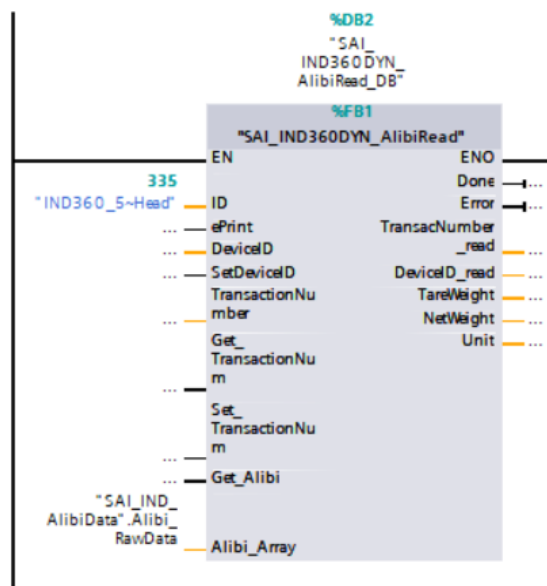 %DB2
"SAI_
IND360DYN_
AlibiRead_DB"
%FB1
"SAI_IND360DYN_AlibiRead"
EN
ENO
335
"IND360_5~Head"
ID
Done
Error
... ePrint
TransacNumber
_read ...
... DeviceID
... SetDeviceID
DeviceID_read ...
TransactionNu
... mber
TareWeight ...
NetWeight ...
Unit ...
Get_
TransactionNu
... m
Set_
TransactionNu
... m
... Get_Alibi
"SAI_IND_
AlibiData".Alibi_
RawData
Alibi_Array